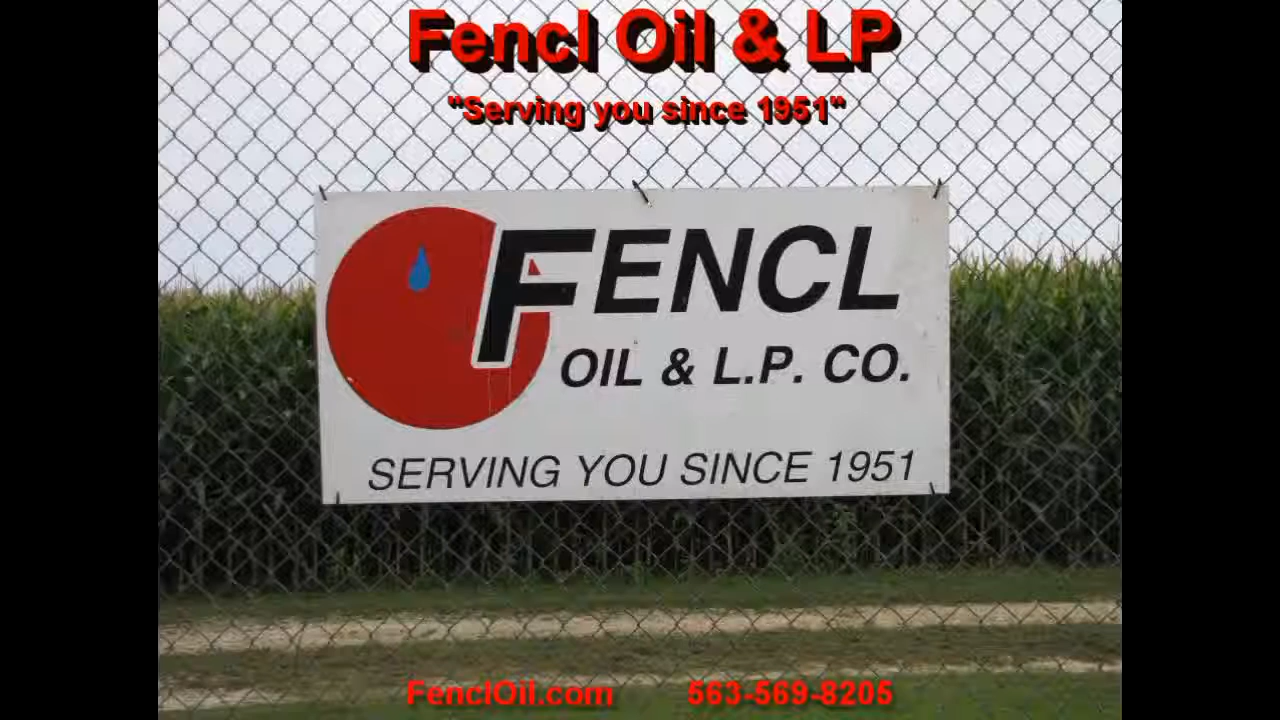 Fencl Oil & LP
"Serving you since 1951"
FENCL
OIL & L.P. CO.
SERVING YOU SINCE 1951
FenclOil.com 563-569-8205